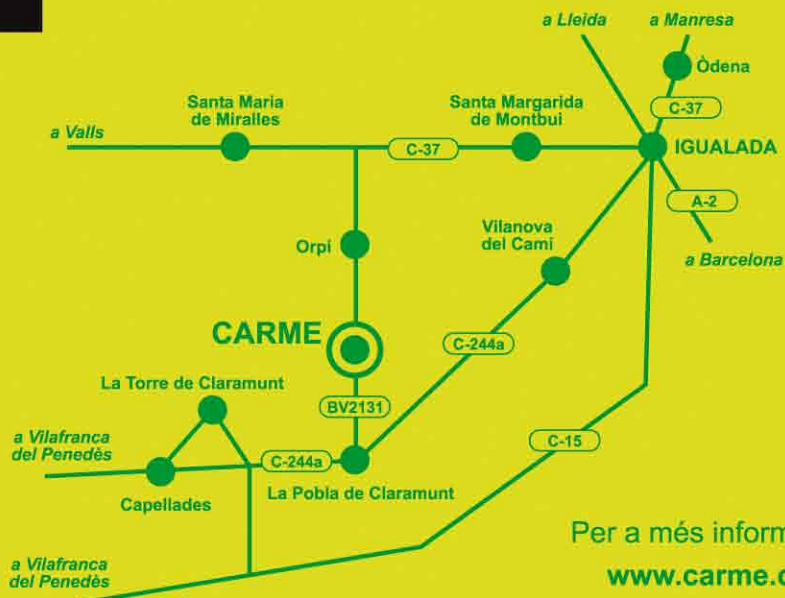 a Lleida
a Manresa
Òdena
C-37
Santa Maria
de Miralles
Santa Margarida
de Montbui
a Valls
C-37
IGUALADA
A-2
a Barcelona
Vilanova
del Camí
Orpí
CARME
C-244a
La Torre de Claramunt
BV2131
a Vilafranca
del Penedès
C-244a
C-15
Capellades
La Pobla de Claramunt
a Vilafranca
del Penedès
Per a més inform
www.carme.c